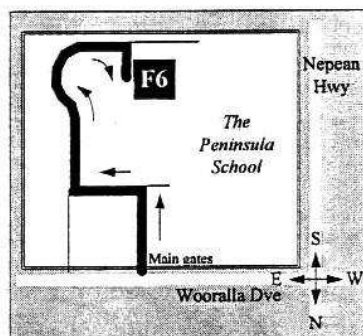 F6
Nepean
Hwy
The
Peninsula
School
Main gates
S
E W
Wooralla Dve
N